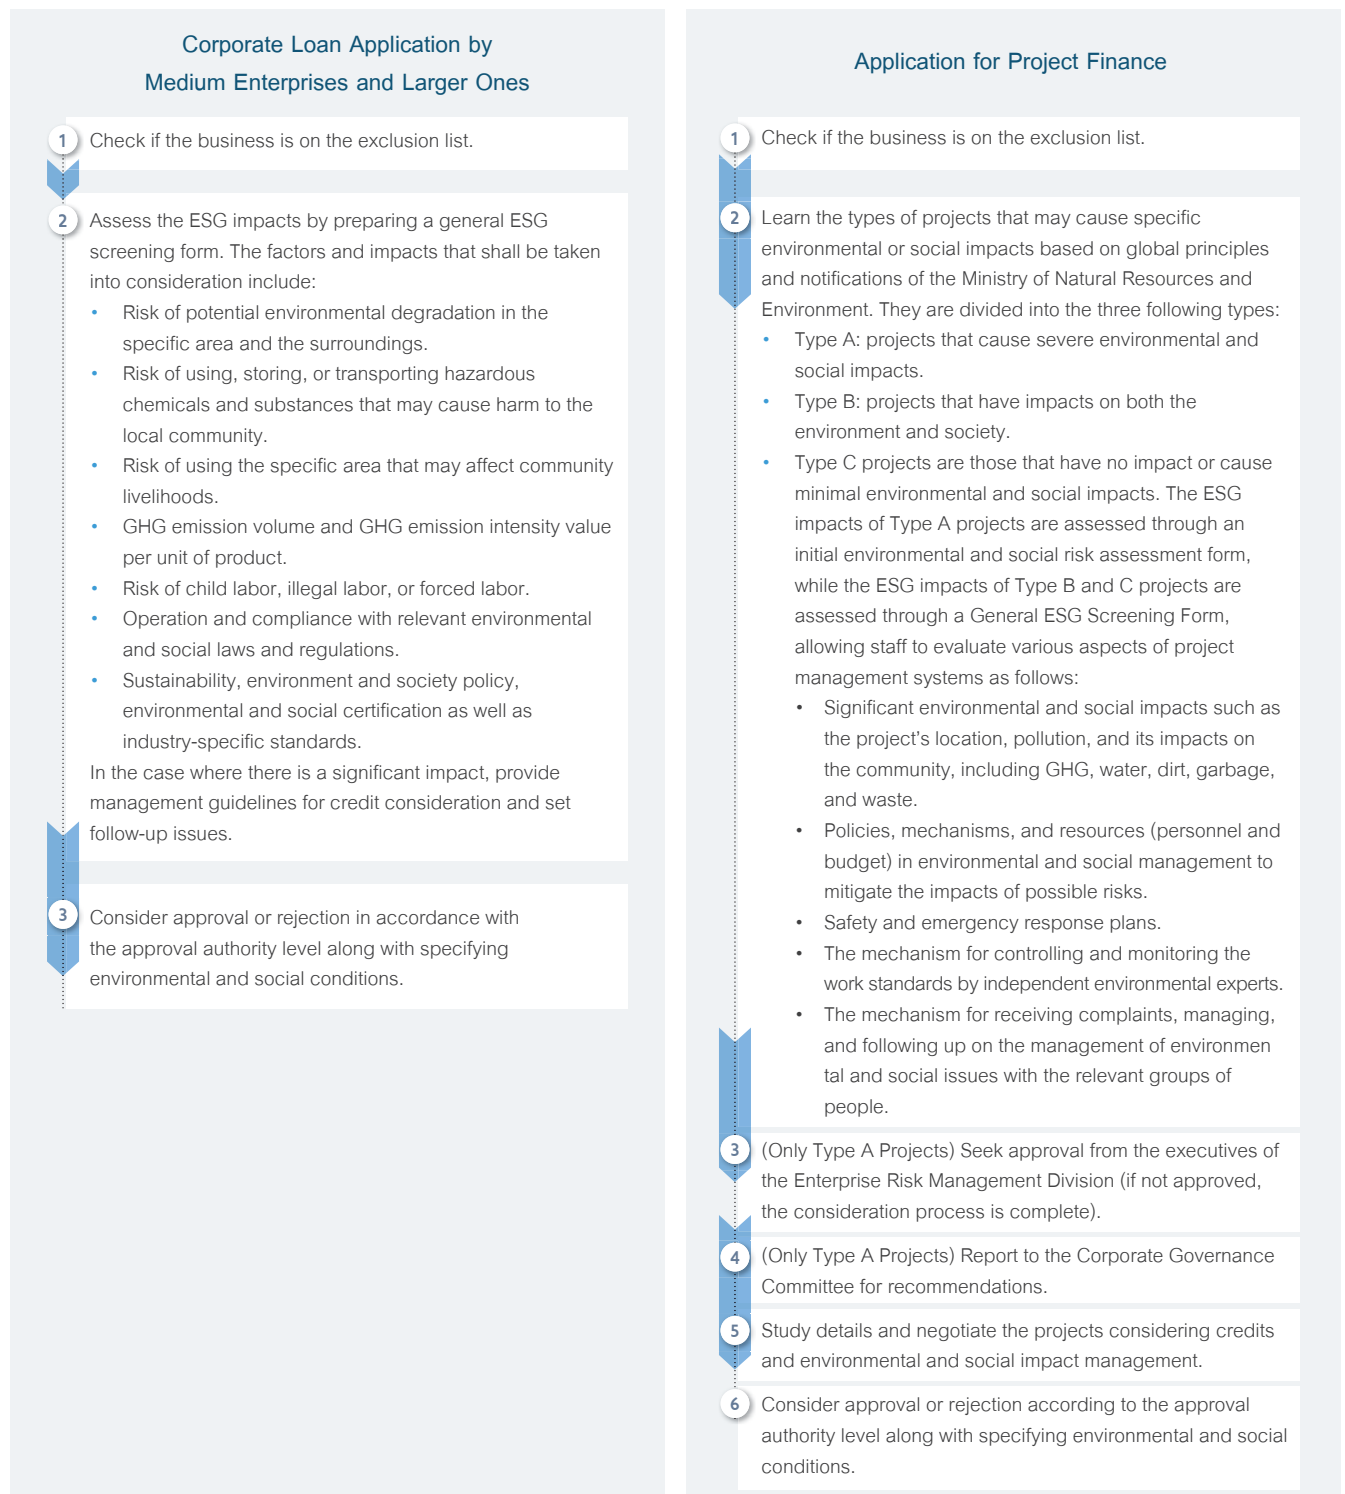 Corporate Loan Application by
Medium Enterprises and Larger Ones
1
Check if the business is on the exclusion list.
2
Assess the ESG impacts by preparing a general ESG
screening form. The factors and impacts that shall be taken
into consideration include:
• Risk of potential environmental degradation in the
specific area and the surroundings.
• Risk of using, storing, or transporting hazardous
chemicals and substances that may cause harm to the
local community.
• Risk of using the specific area that may affect community
livelihoods.
• GHG emission volume and GHG emission intensity value
per unit of product.
• Risk of child labor, illegal labor, or forced labor.
• Operation and compliance with relevant environmental
and social laws and regulations.
• Sustainability, environment and society policy,
environmental and social certification as well as
industry-specific standards.
In the case where there is a significant impact, provide
management guidelines for credit consideration and set
follow-up issues.
3
Consider approval or rejection in accordance with
the approval authority level along with specifying
environmental and social conditions.
Application for Project Finance
1
Check if the business is on the exclusion list.
2
Learn the types of projects that may cause specific
environmental or social impacts based on global principles
and notifications of the Ministry of Natural Resources and
Environment. They are divided into the three following types:
• Type A: projects that cause severe environmental and
social impacts.
• Type B: projects that have impacts on both the
environment and society.
• Type C projects are those that have no impact or cause
minimal environmental and social impacts. The ESG
impacts of Type A projects are assessed through an
initial environmental and social risk assessment form,
while the ESG impacts of Type B and C projects are
assessed through a General ESG Screening Form,
allowing staff to evaluate various aspects of project
management systems as follows:
• Significant environmental and social impacts such as
the project's location, pollution, and its impacts on
the community, including GHG, water, dirt, garbage,
and waste.
• Policies, mechanisms, and resources (personnel and
budget) in environmental and social management to
mitigate the impacts of possible risks.
• Safety and emergency response plans.
• The mechanism for controlling and monitoring the
work standards by independent environmental experts.
• The mechanism for receiving complaints, managing,
and following up on the management of environmen
tal and social issues with the relevant groups of
people.
3
(Only Type A Projects) Seek approval from the executives of
the Enterprise Risk Management Division (if not approved,
the consideration process is complete).
4
(Only Type A Projects) Report to the Corporate Governance
Committee for recommendations.
5
Study details and negotiate the projects considering credits
and environmental and social impact management.
6
Consider approval or rejection according to the approval
authority level along with specifying environmental and social
conditions.